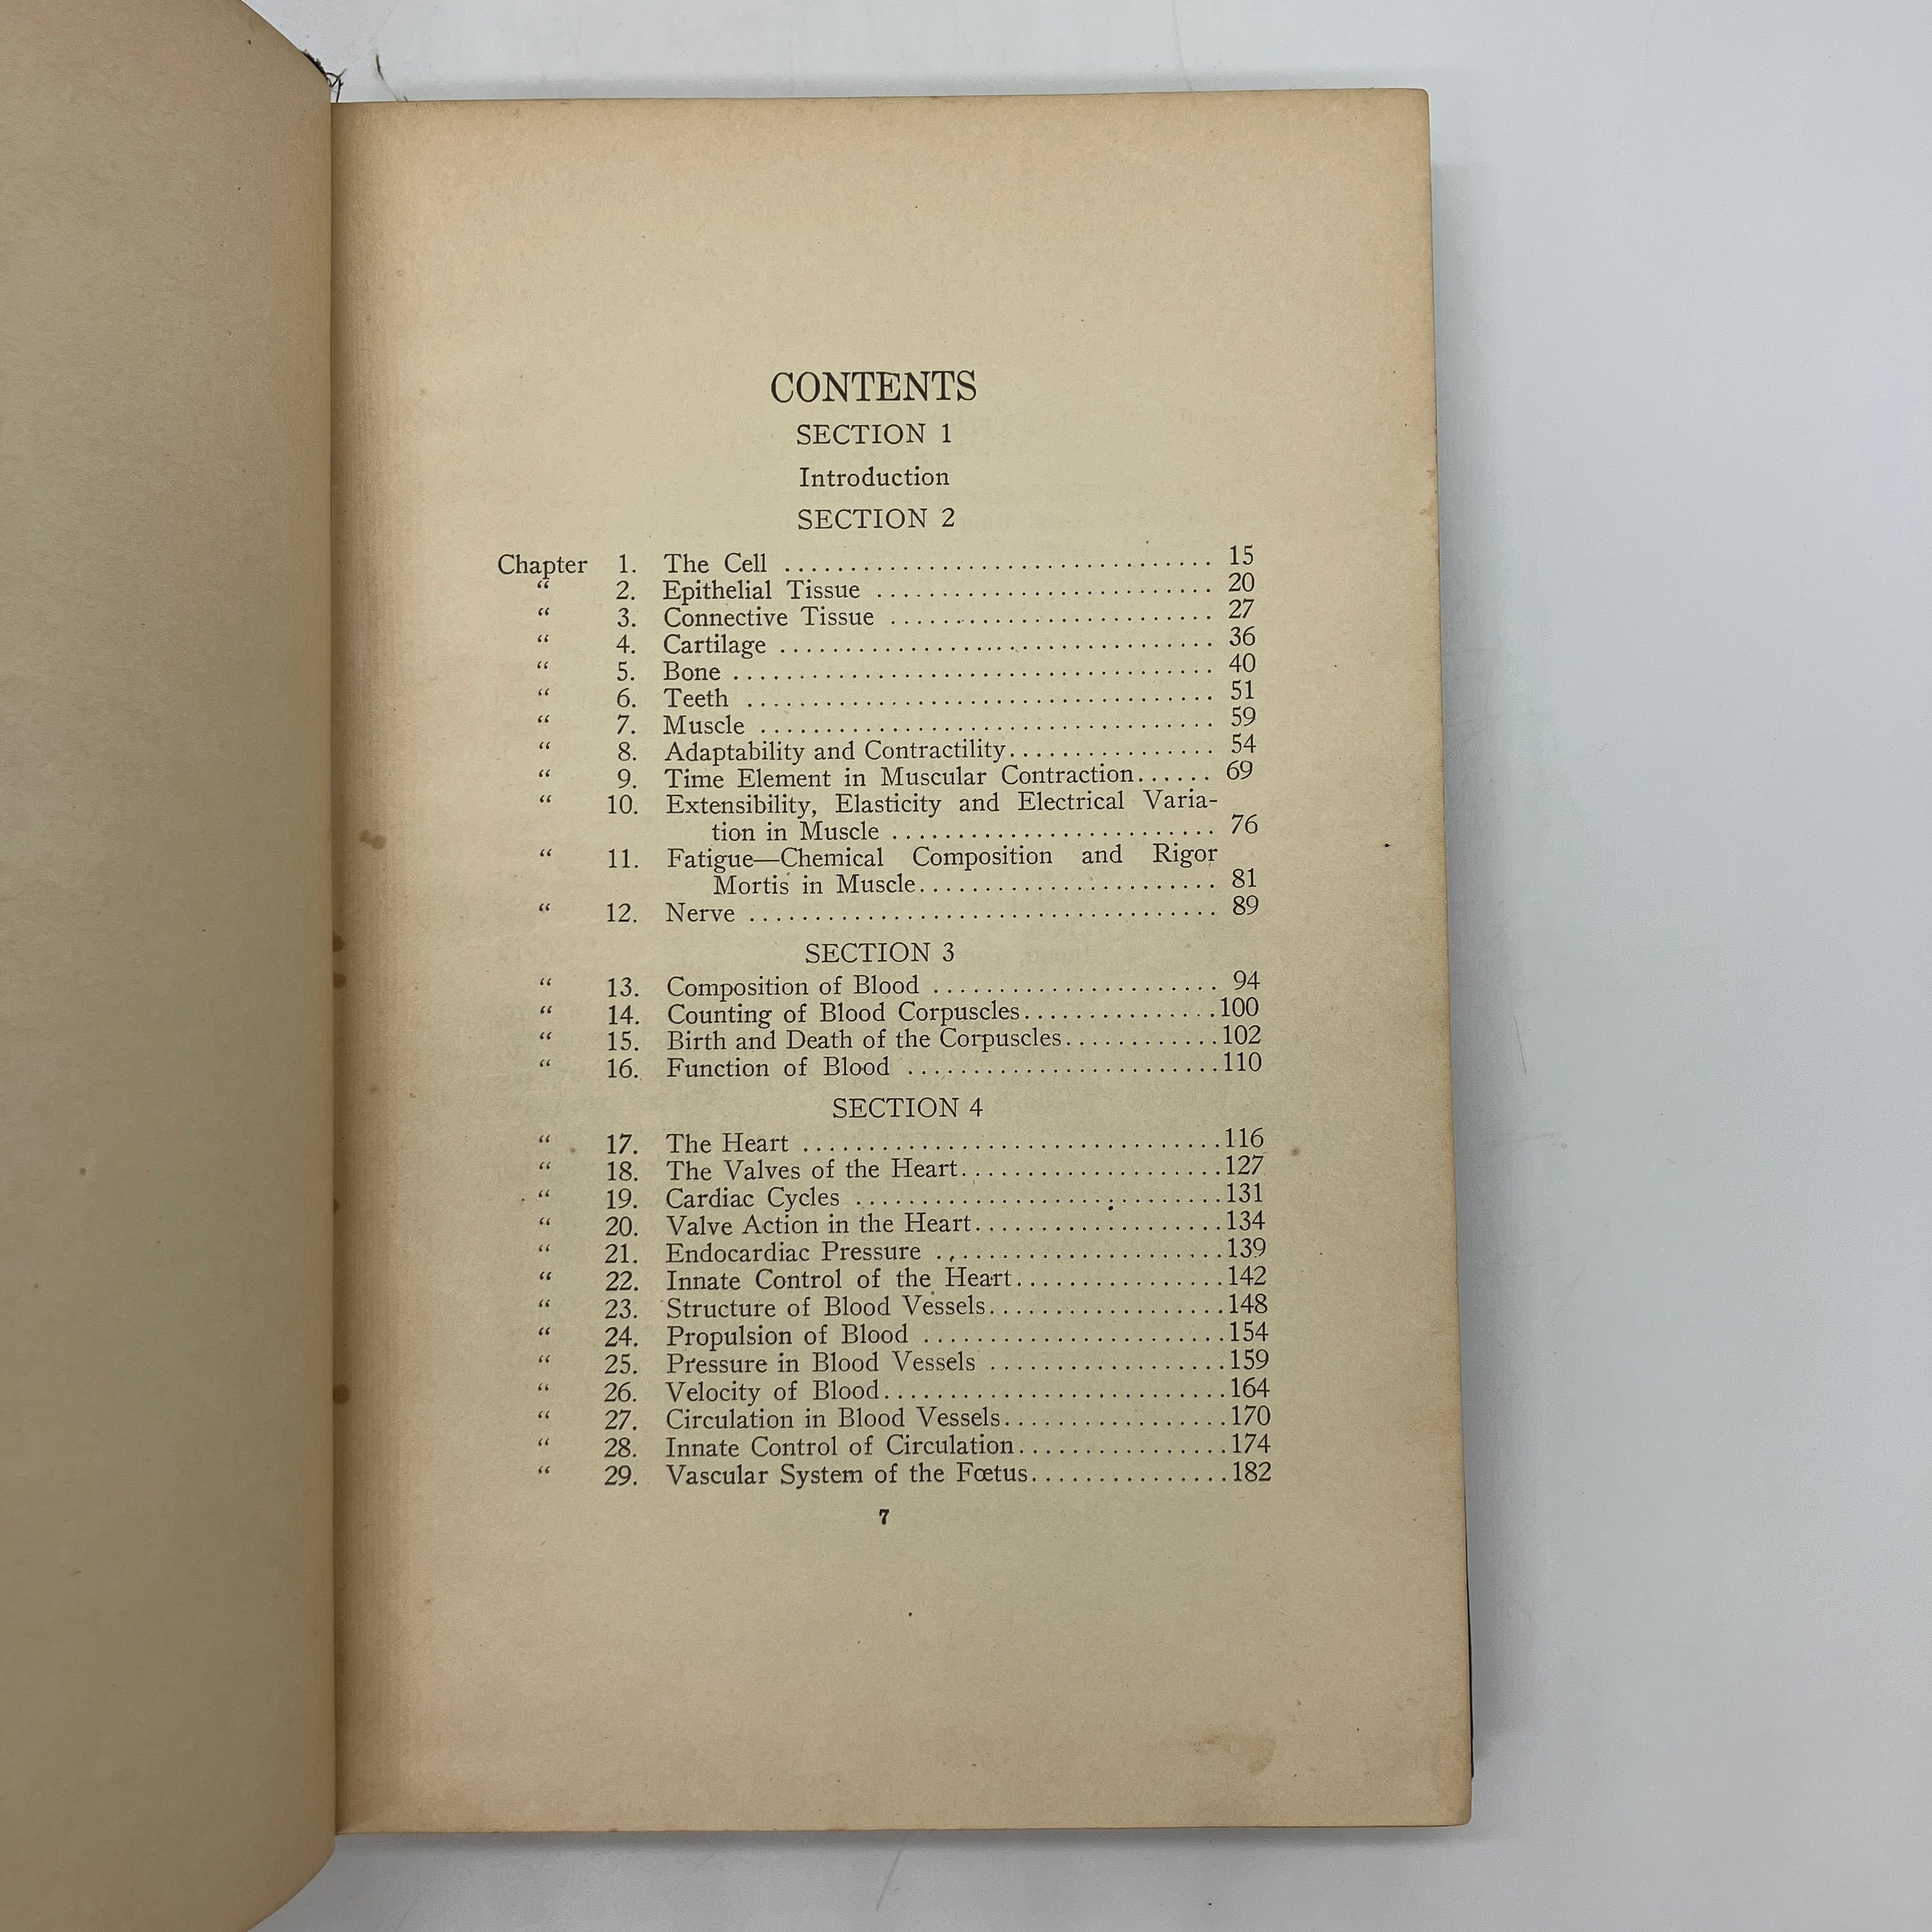 CONTENTS
SECTION 1
Introduction
SECTION 2
Chapter 1. The Cell .................................. 15
“ 2. Epithelial Tissue .......................... 20
“ 3. Connective Tissue ......................... 27
“ 4. Cartilage ................................. 36
“ 5. Bone ..................................... 40
“ 6. Teeth .................................... 51
“ 7. Muscle ................................... 59
“ 8. Adaptability and Contractility................ 54
“ 9. Time Element in Muscular Contraction...... 69
“ 10. Extensibility, Elasticity and Electrical Varia-
tion in Muscle ......................... 76
“ 11. Fatigue—Chemical Composition and Rigor
Mortis in Muscle....................... 81
“ 12. Nerve .................................... 89
SECTION 3
“ 13. Composition of Blood ...................... 94
“ 14. Counting of Blood Corpuscles...............100
“ 15. Birth and Death of the Corpuscles............102
“ 16. Function of Blood ........................110
SECTION 4
“ 17. The Heart ................................116
“ 18. The Valves of the Heart....................127
“ 19. Cardiac Cycles ............................131
“ 20. Valve Action in the Heart...................134
“ 21. Endocardiac Pressure ......................139
“ 22. Innate Control of the Heart................142
“ 23. Structure of Blood Vessels..................148
“ 24. Propulsion of Blood .......................154
“ 25. Pressure in Blood Vessels ..................159
“ 26. Velocity of Blood..........................164
“ 27. Circulation in Blood Vessels.................170
“ 28. Innate Control of Circulation................174
“ 29. Vascular System of the Fœtus...............182
7